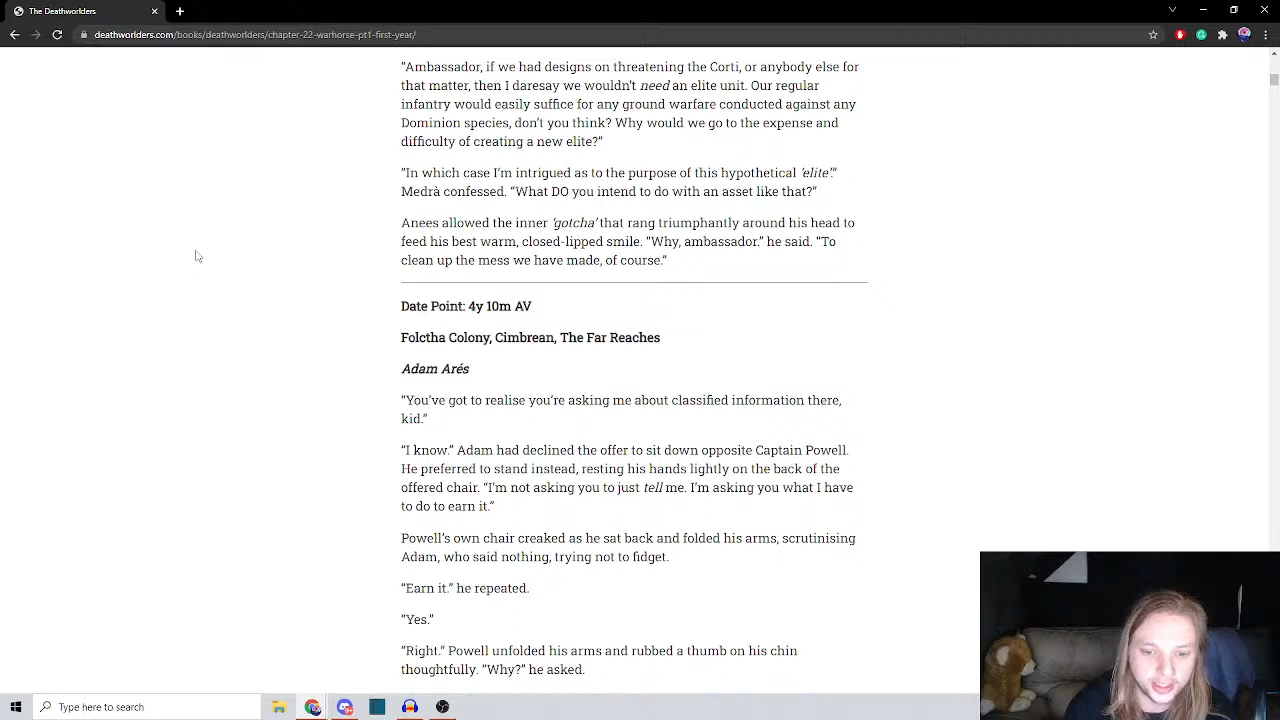 The Deathworlders
deathworlders.com/books/deathworlders/chapter-22-warhorse-pt1-first-year/
"Ambassador, if we had designs on threatening the Corti, or anybody else for
that matter, then I daresay we wouldn't need an elite unit. Our regular
infantry would easily suffice for any ground warfare conducted against any
Dominion species, don't you think? Why would we go to the expense and
difficulty of creating a new elite?"
"In which case I'm intrigued as to the purpose of this hypothetical 'elite'."
Medrà confessed. "What DO you intend to do with an asset like that?"
Anees allowed the inner 'gotcha' that rang triumphantly around his head to
feed his best warm, closed-lipped smile. "Why, ambassador." he said. "To
clean up the mess we have made, of course."
Date Point: 4y 10m AV
Folctha Colony, Cimbrean, The Far Reaches
Adam Arés
"You've got to realise you're asking me about classified information there,
kid."
"I know." Adam had declined the offer to sit down opposite Captain Powell.
He preferred to stand instead, resting his hands lightly on the back of the
offered chair. "I'm not asking you to just tell me. I'm asking you what I have
to do to earn it."
Powell's own chair creaked as he sat back and folded his arms, scrutinising
Adam, who said nothing, trying not to fidget.
"Earn it." he repeated.
"Yes."
"Right." Powell unfolded his arms and rubbed a thumb on his chin
thoughtfully. "Why?" he asked.
Type here to search